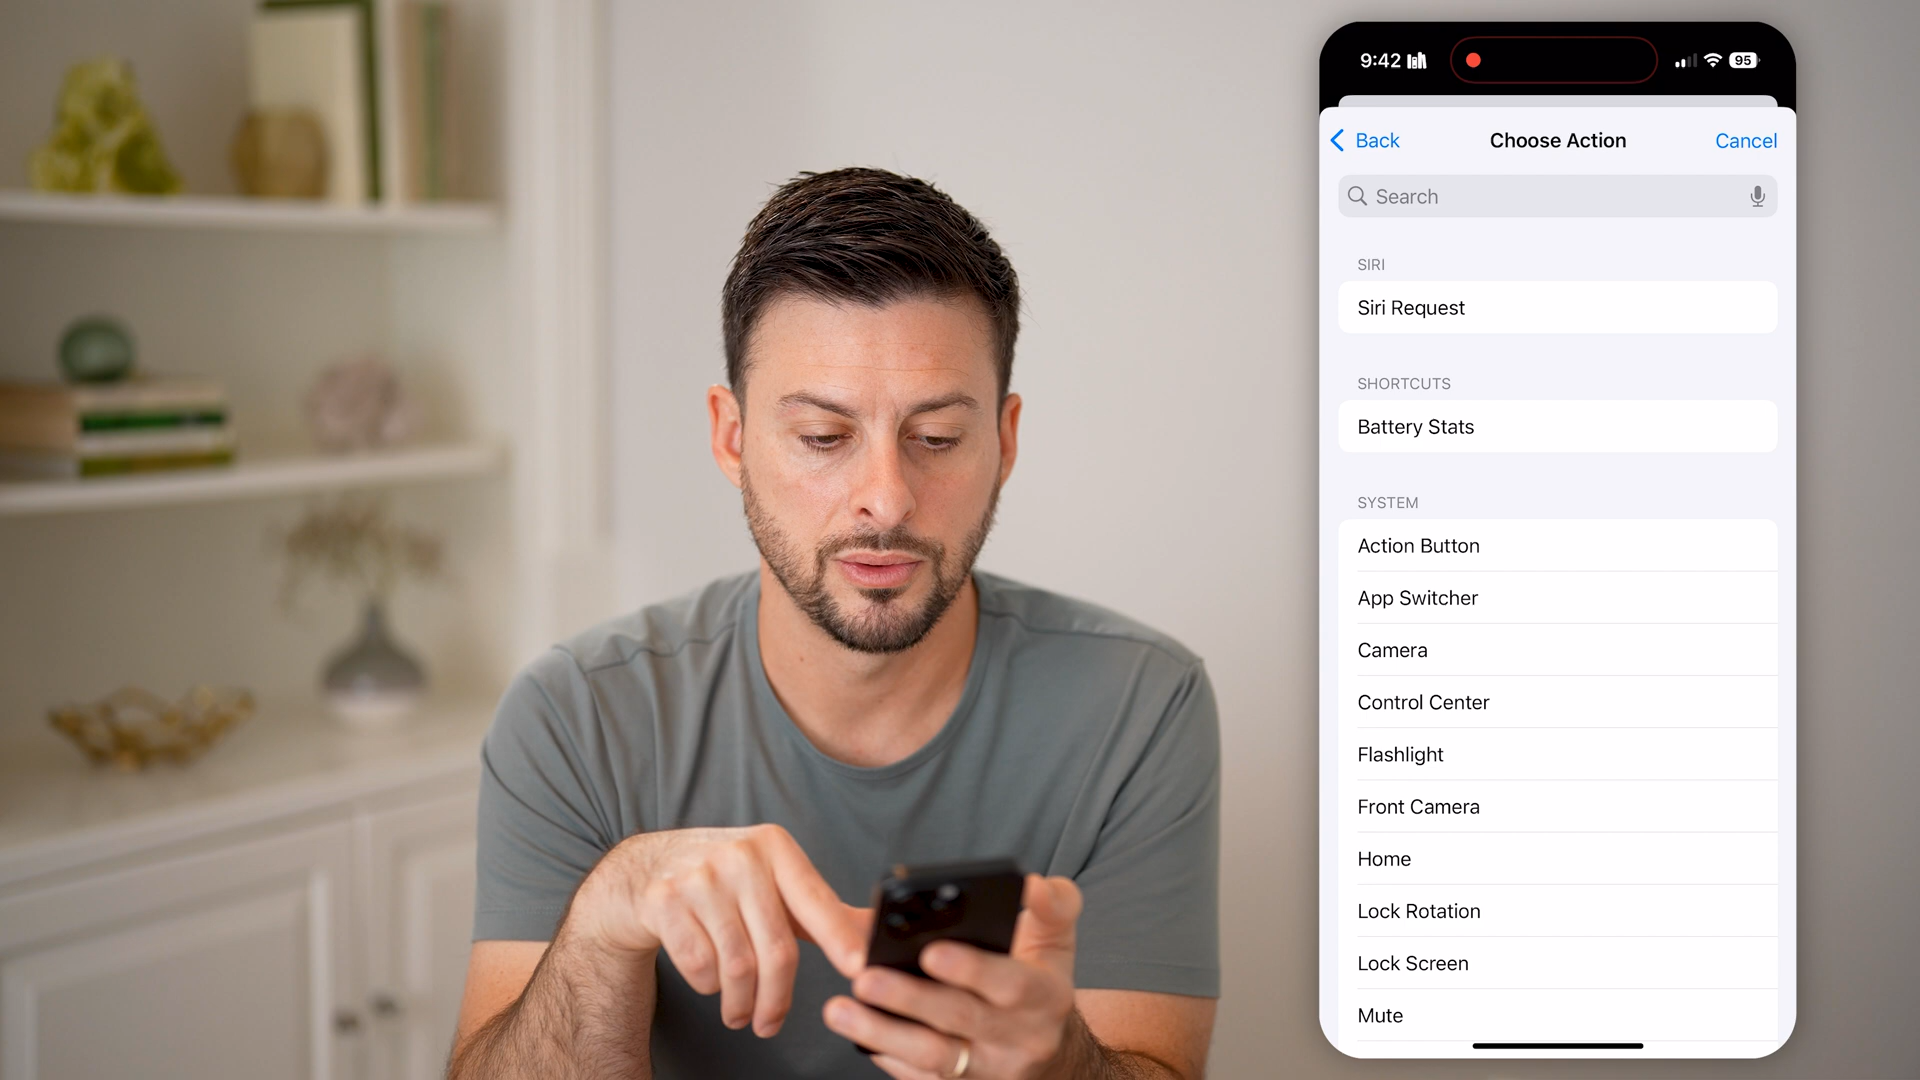 9:42
95
Back
Choose Action
Cancel
Search
SIRI
Siri Request
SHORTCUTS
Battery Stats
SYSTEM
Action Button
App Switcher
Camera
Control Center
Flashlight
Front Camera
Home
Lock Rotation
Lock Screen
Mute